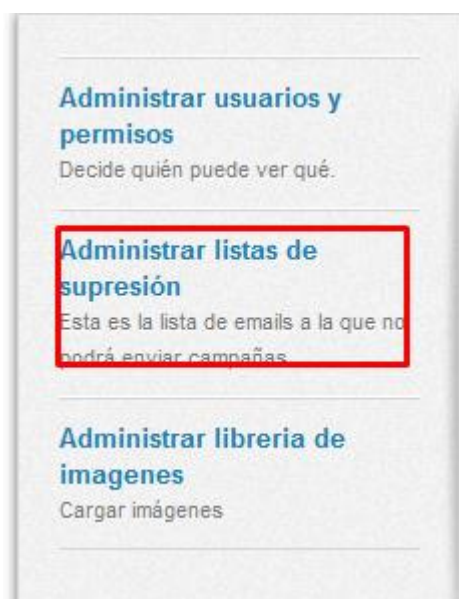 Administrar usuarios y
permisos
Decide quién puede ver qué.
Administrar listas de
supresión
Esta es la lista de emails a la que no
podrá enviar campañas
Administrar libreria de
imagenes
Cargar imágenes